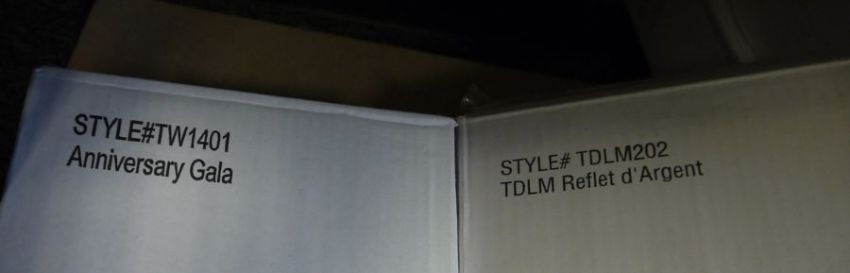 STYLE#TW1401
Anniversary Gala
STYLE# TDLM202
TDLM Reflet d'Argent